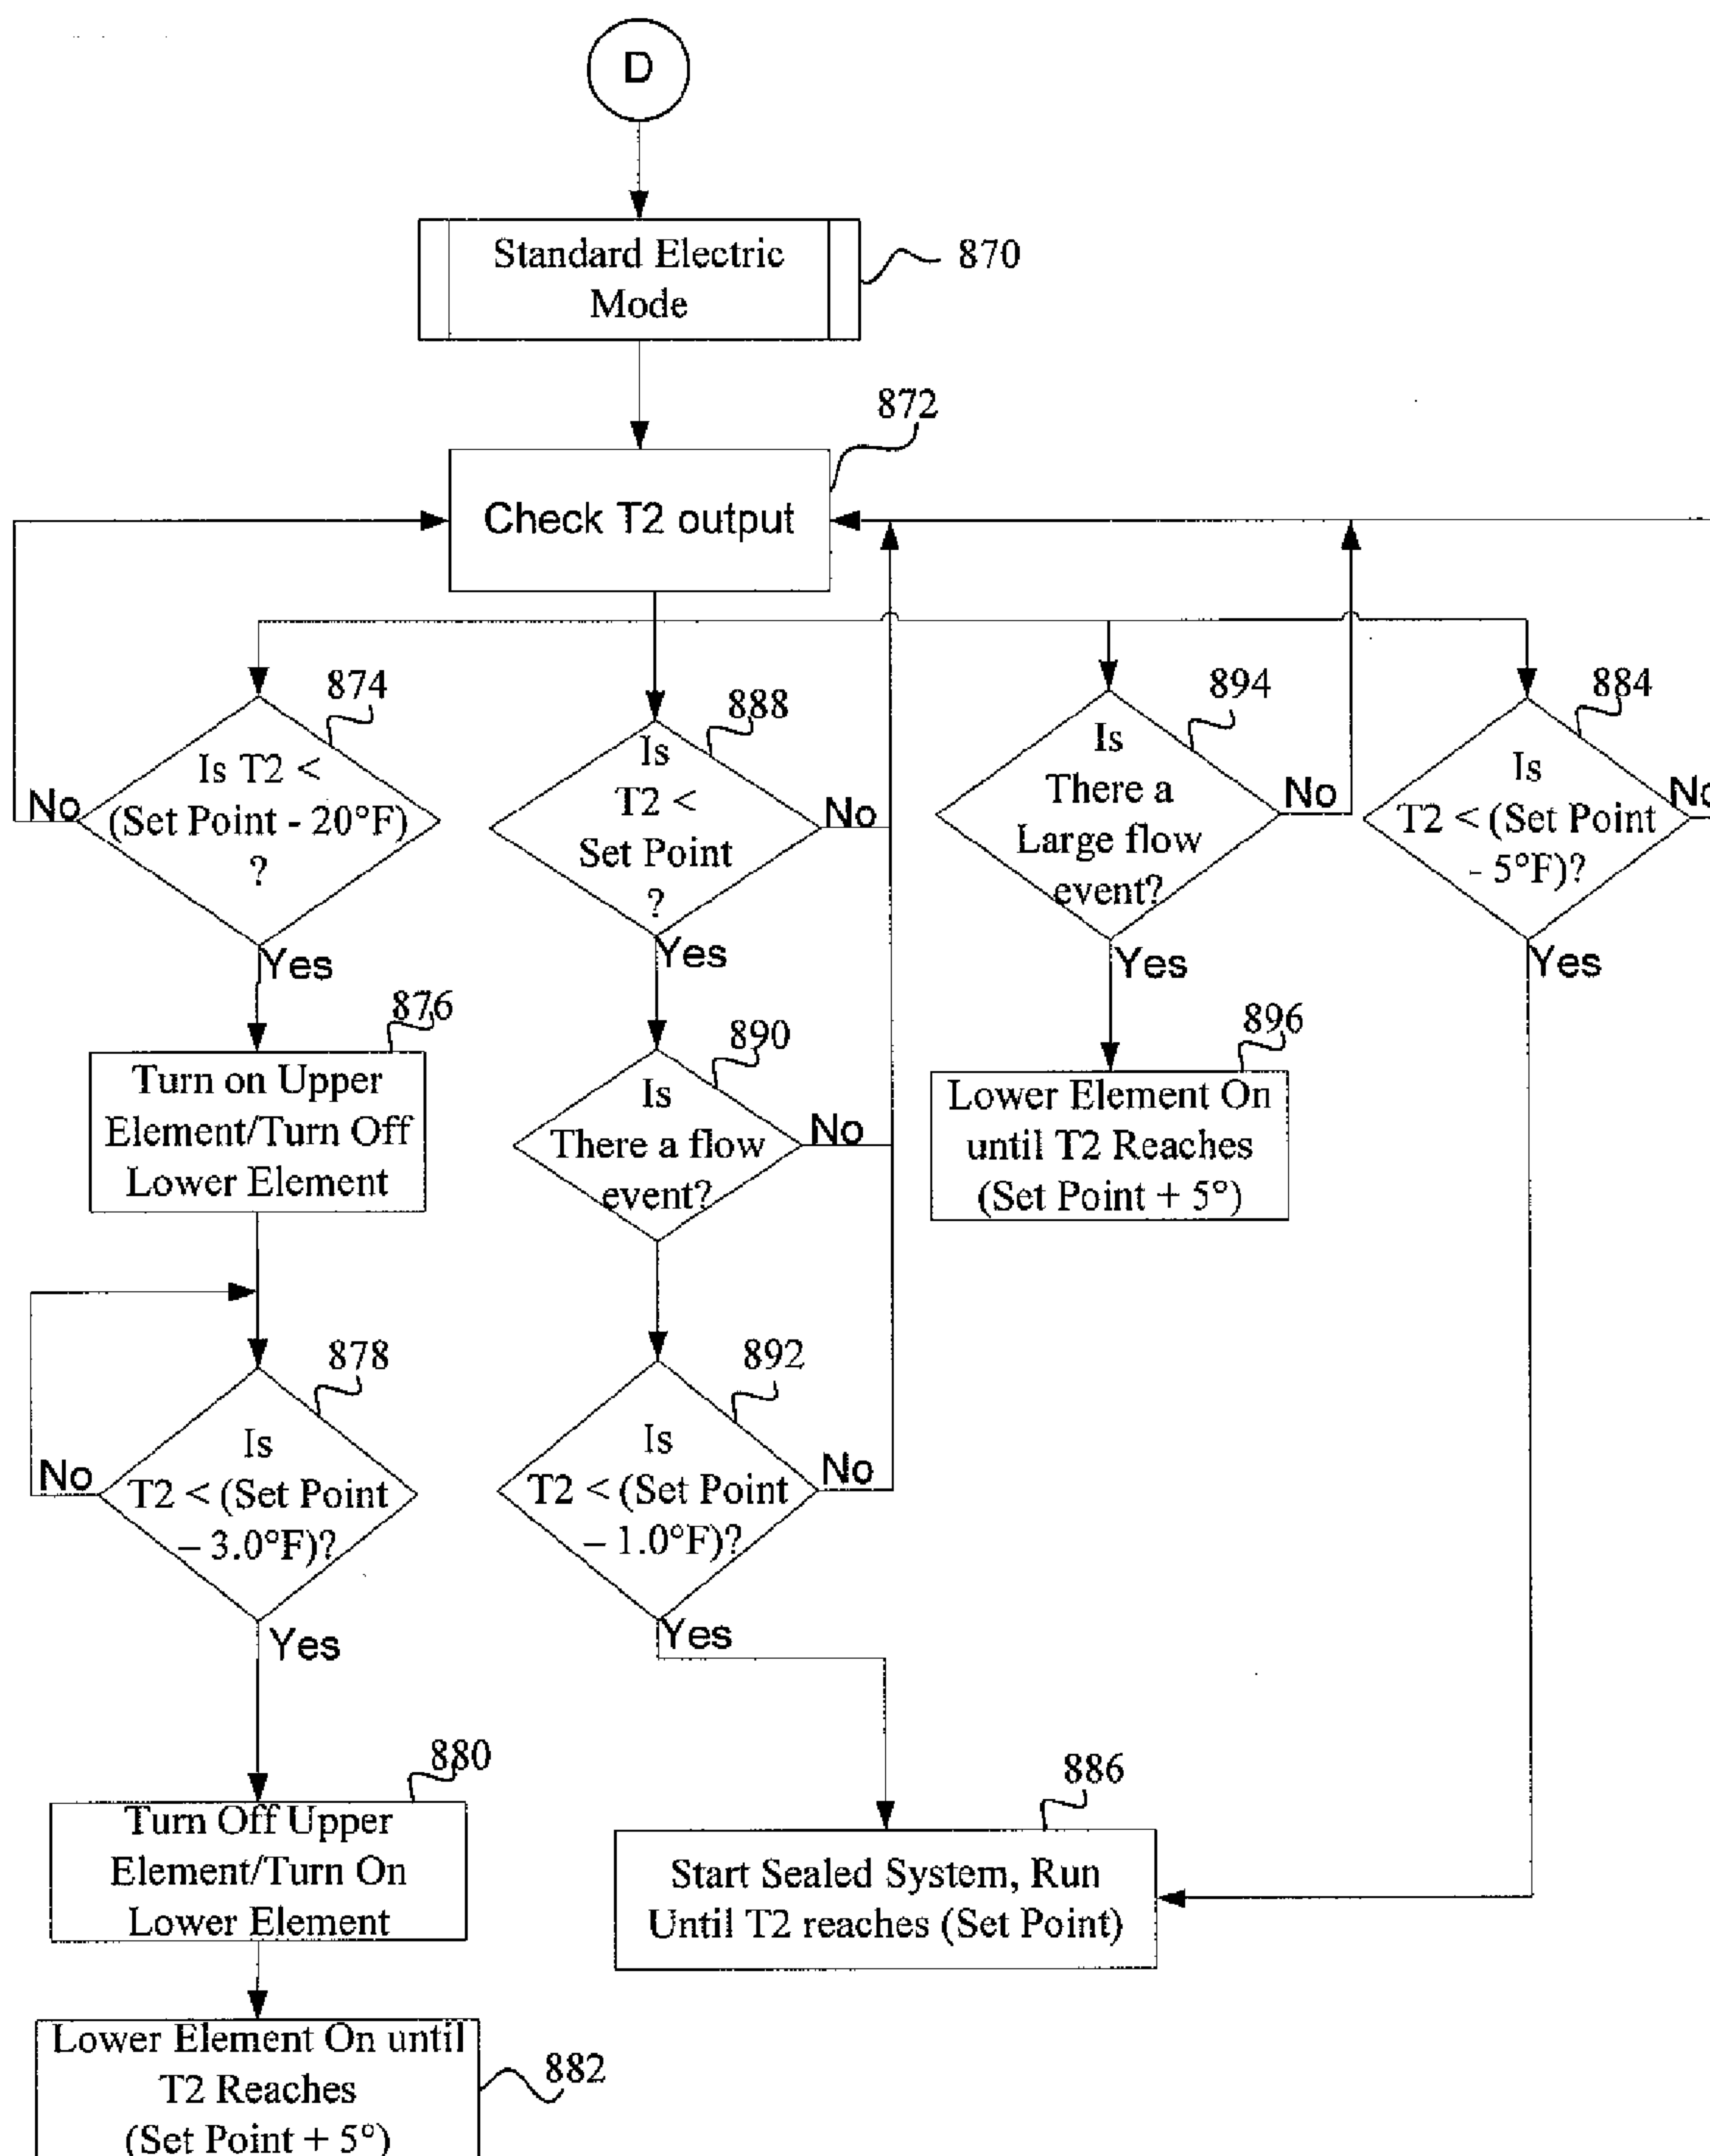 D
Standard Electric
Mode
870
872
Check T2 output
874
Is T2 <
(Set Point - 20°F)
?
No
Yes
888
Is
T2 <
Set Point
?
No
Yes
894
Is
There a
Large flow
event?
No
Yes
884
Is
T2 < (Set Point
- 5°F)?
No
Yes
876
Turn on Upper
Element/Turn Off
Lower Element
890
Is
There a flow
event?
No
896
Lower Element On
until T2 Reaches
(Set Point + 5°)
878
Is
T2 < (Set Point
– 3.0°F)?
No
Yes
892
Is
T2 < (Set Point
– 1.0°F)?
No
Yes
880
Turn Off Upper
Element/Turn On
Lower Element
886
Start Sealed System, Run
Until T2 reaches (Set Point)
Lower Element On until
T2 Reaches
(Set Point + 5°)
882